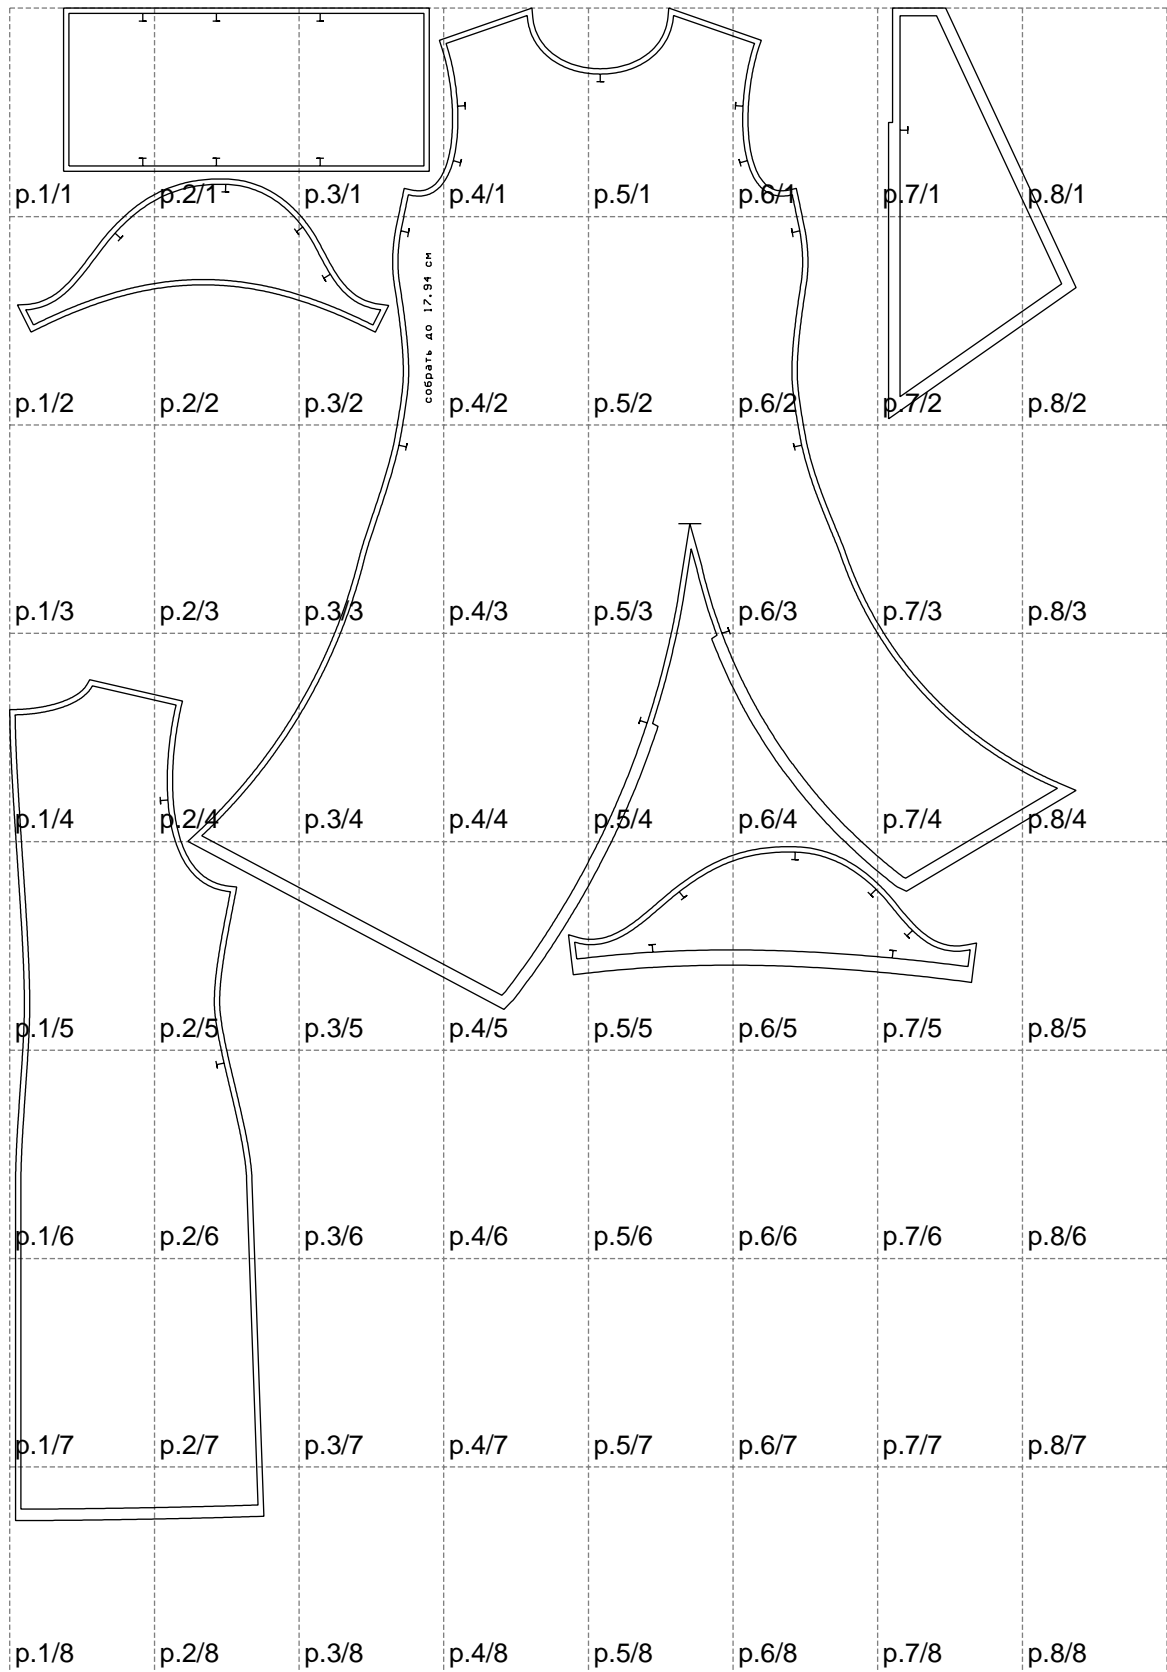 p.1/1 p.2/1 p.3/1 p.4/1 p.5/1 p.6/1 p.7/1 p.8/1
собрать до 17.94 см
p.1/2 p.2/2 p.3/2 p.4/2 p.5/2 p.6/2 p.7/2 p.8/2
p.1/3 p.2/3 p.3/3 p.4/3 p.5/3 p.6/3 p.7/3 p.8/3
p.1/4 p.2/4 p.3/4 p.4/4 p.5/4 p.6/4 p.7/4 p.8/4
p.1/5 p.2/5 p.3/5 p.4/5 p.5/5 p.6/5 p.7/5 p.8/5
p.1/6 p.2/6 p.3/6 p.4/6 p.5/6 p.6/6 p.7/6 p.8/6
p.1/7 p.2/7 p.3/7 p.4/7 p.5/7 p.6/7 p.7/7 p.8/7
p.1/8 p.2/8 p.3/8 p.4/8 p.5/8 p.6/8 p.7/8 p.8/8